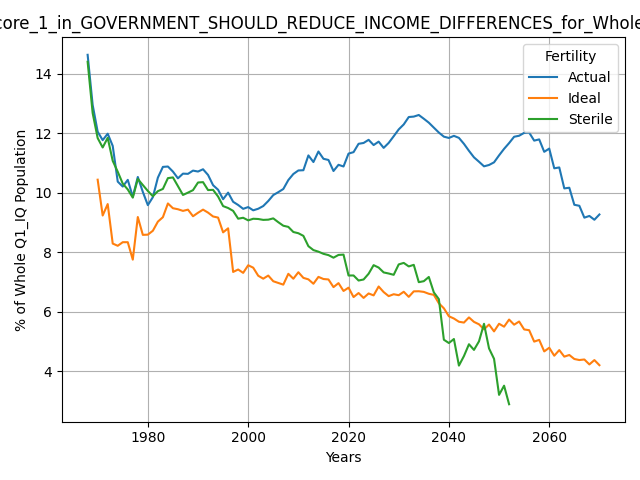 core_1_in_GOVERNMENT_SHOULD_REDUCE_INCOME_DIFFERENCES_for_Whole
Fertility
Actual
Ideal
Sterile
% of Whole Q1_IQ Population
14
12
10
8
6
4
1980
2000
2020
2040
2060
Years